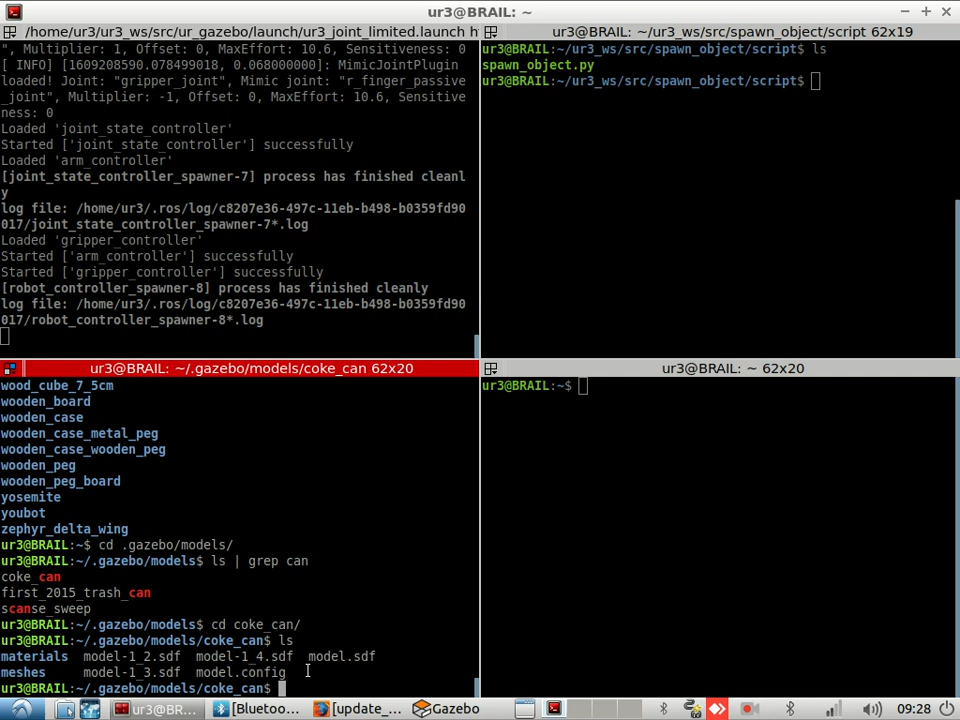 ur3@BRAIL: ~
/home/ur3/ur3_ws/src/ur_gazebo/launch/ur3_joint_limited.launch h
", Multiplier: 1, Offset: 0, MaxEffort: 10.6, Sensitiveness: 0
[ INFO] [1609208590.078499018, 0.068000000]: MimicJointPlugin
loaded! Joint: "gripper_joint", Mimic joint: "r_finger_passive
_joint", Multiplier: -1, Offset: 0, MaxEffort: 10.6, Sensitive
ness: 0
Loaded 'joint_state_controller'
Started ['joint_state_controller'] successfully
Loaded 'arm_controller'
[joint_state_controller_spawner-7] process has finished cleanl
y
log file: /home/ur3/.ros/log/c8207e36-497c-11eb-b498-b0359fd90
017/joint_state_controller_spawner-7*.log
Loaded 'gripper_controller'
Started ['arm_controller'] successfully
Started ['gripper_controller'] successfully
[robot_controller_spawner-8] process has finished cleanly
log file: /home/ur3/.ros/log/c8207e36-497c-11eb-b498-b0359fd90
017/robot_controller_spawner-8*.log
ur3@BRAIL: ~/ur3_ws/src/spawn_object/script 62x19
ur3@BRAIL:~/ur3_ws/src/spawn_object/script$ ls
spawn_object.py
ur3@BRAIL:~/ur3_ws/src/spawn_object/script$
ur3@BRAIL: ~/.gazebo/models/coke_can 62x20
wood_cube_7_5cm
wooden_board
wooden_case
wooden_case_metal_peg
wooden_case_wooden_peg
wooden_peg
wooden_peg_board
yosemite
youbot
zephyr_delta_wing
ur3@BRAIL:~$ cd .gazebo/models/
ur3@BRAIL:~/.gazebo/models$ ls | grep can
coke_can
first_2015_trash_can
scanse_sweep
ur3@BRAIL:~/.gazebo/models$ cd coke_can/
ur3@BRAIL:~/.gazebo/models/coke_can$ ls
materials model-1_2.sdf model-1_4.sdf model.sdf
meshes model-1_3.sdf model.config
ur3@BRAIL:~/.gazebo/models/coke_can$
ur3@BRAIL: ~ 62x20
ur3@BRAIL:~$
ur3@BR... [Bluetoo... [update_... Gazebo 09:28